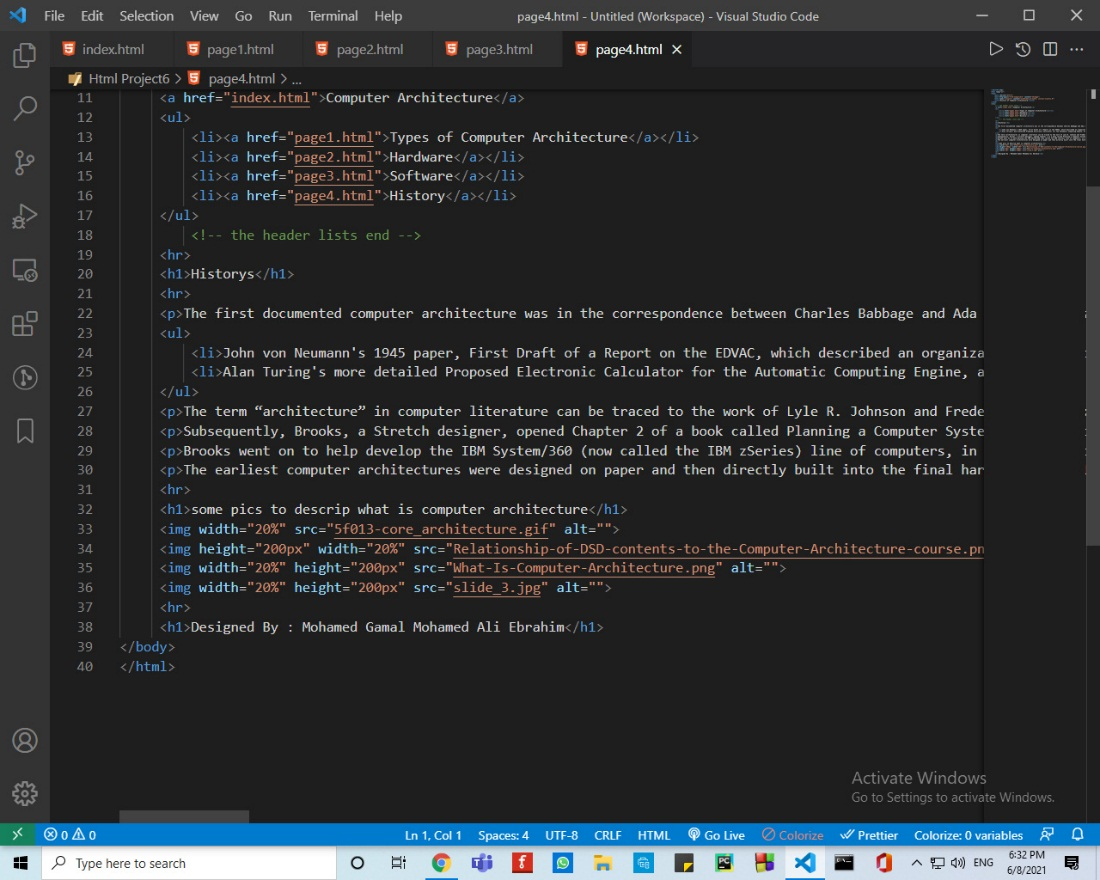 File Edit Selection View Go Run Terminal Help page4.html - Untitled (Workspace) - Visual Studio Code
index.html page1.html page2.html page3.html page4.html
Html Project6 > page4.html > ...
11 <a href="index.html">Computer Architecture</a>
12 <ul>
13 <li><a href="page1.html">Types of Computer Architecture</a></li>
14 <li><a href="page2.html">Hardware</a></li>
15 <li><a href="page3.html">Software</a></li>
16 <li><a href="page4.html">History</a></li>
17 </ul>
18 <!-- the header lists end -->
19 <hr>
20 <h1>Historys</h1>
21 <hr>
22 <p>The first documented computer architecture was in the correspondence between Charles Babbage and Ada
23 <ul>
24 <li>John von Neumann's 1945 paper, First Draft of a Report on the EDVAC, which described an organiza
25 <li>Alan Turing's more detailed Proposed Electronic Calculator for the Automatic Computing Engine, a
26 </ul>
27 <p>The term “architecture” in computer literature can be traced to the work of Lyle R. Johnson and Frede
28 <p>Subsequently, Brooks, a Stretch designer, opened Chapter 2 of a book called Planning a Computer Syste
29 <p>Brooks went on to help develop the IBM System/360 (now called the IBM zSeries) line of computers, in
30 <p>The earliest computer architectures were designed on paper and then directly built into the final har
31 <hr>
32 <h1>some pics to descrip what is computer architecture</h1>
33 <img width="20%" src="5f013-core_architecture.gif" alt="">
34 <img height="200px" width="20%" src="Relationship-of-DSD-contents-to-the-Computer-Architecture-course.pn
35 <img width="20%" height="200px" src="What-Is-Computer-Architecture.png" alt="">
36 <img width="20%" height="200px" src="slide_3.jpg" alt="">
37 <hr>
38 <h1>Designed By : Mohamed Gamal Mohamed Ali Ebrahim</h1>
39 </body>
40 </html>
Activate Windows
Go to Settings to activate Windows.
0 0 Ln 1, Col 1 Spaces: 4 UTF-8 CRLF HTML Go Live Colorize Prettier Colorize: 0 variables
Type here to search ENG 6:32 PM
6/8/2021